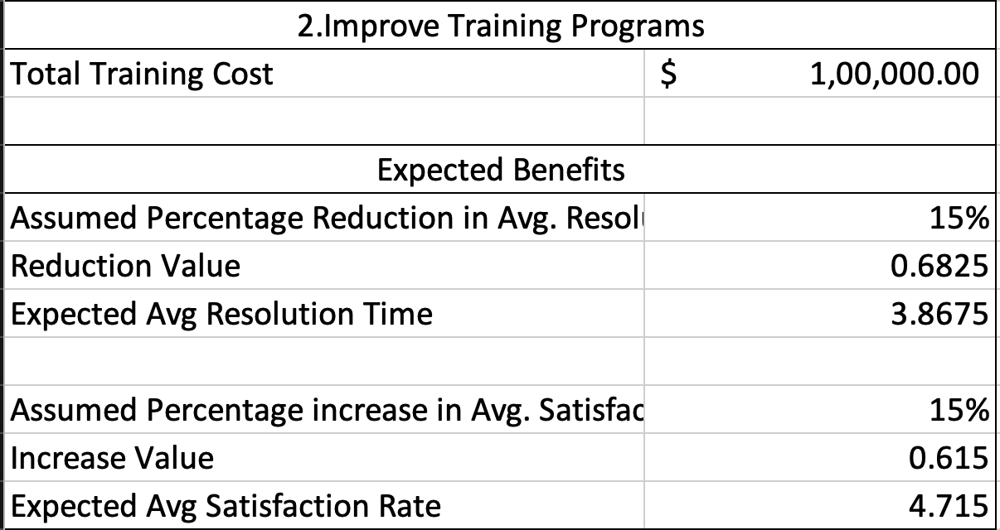 2.Improve Training Programs
Total Training Cost $ 1,00,000.00
Expected Benefits
Assumed Percentage Reduction in Avg. 15%
Reduction Value 0.6825
Expected Avg Resolution Time 3.8675
Assumed Percentage increase in Avg. 15%
Increase Value 0.615
Expected Avg Satisfaction Rate 4.715